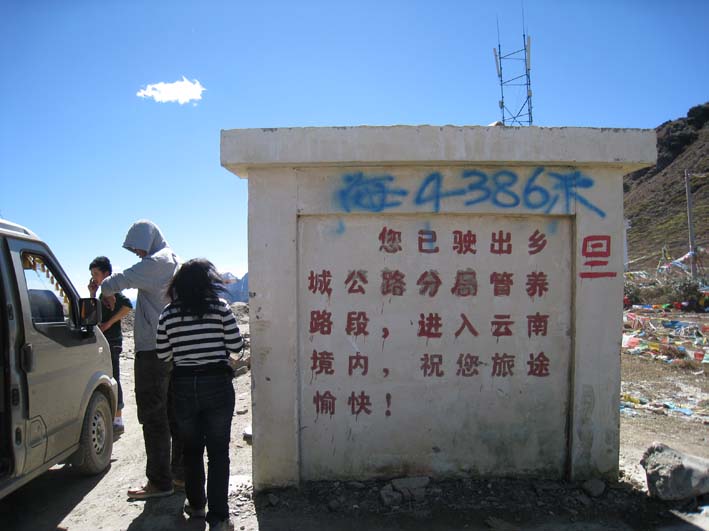 海4386米
您已驶出乡
城公路分局管养
路段，进入云南
境内，祝您旅途
愉快！